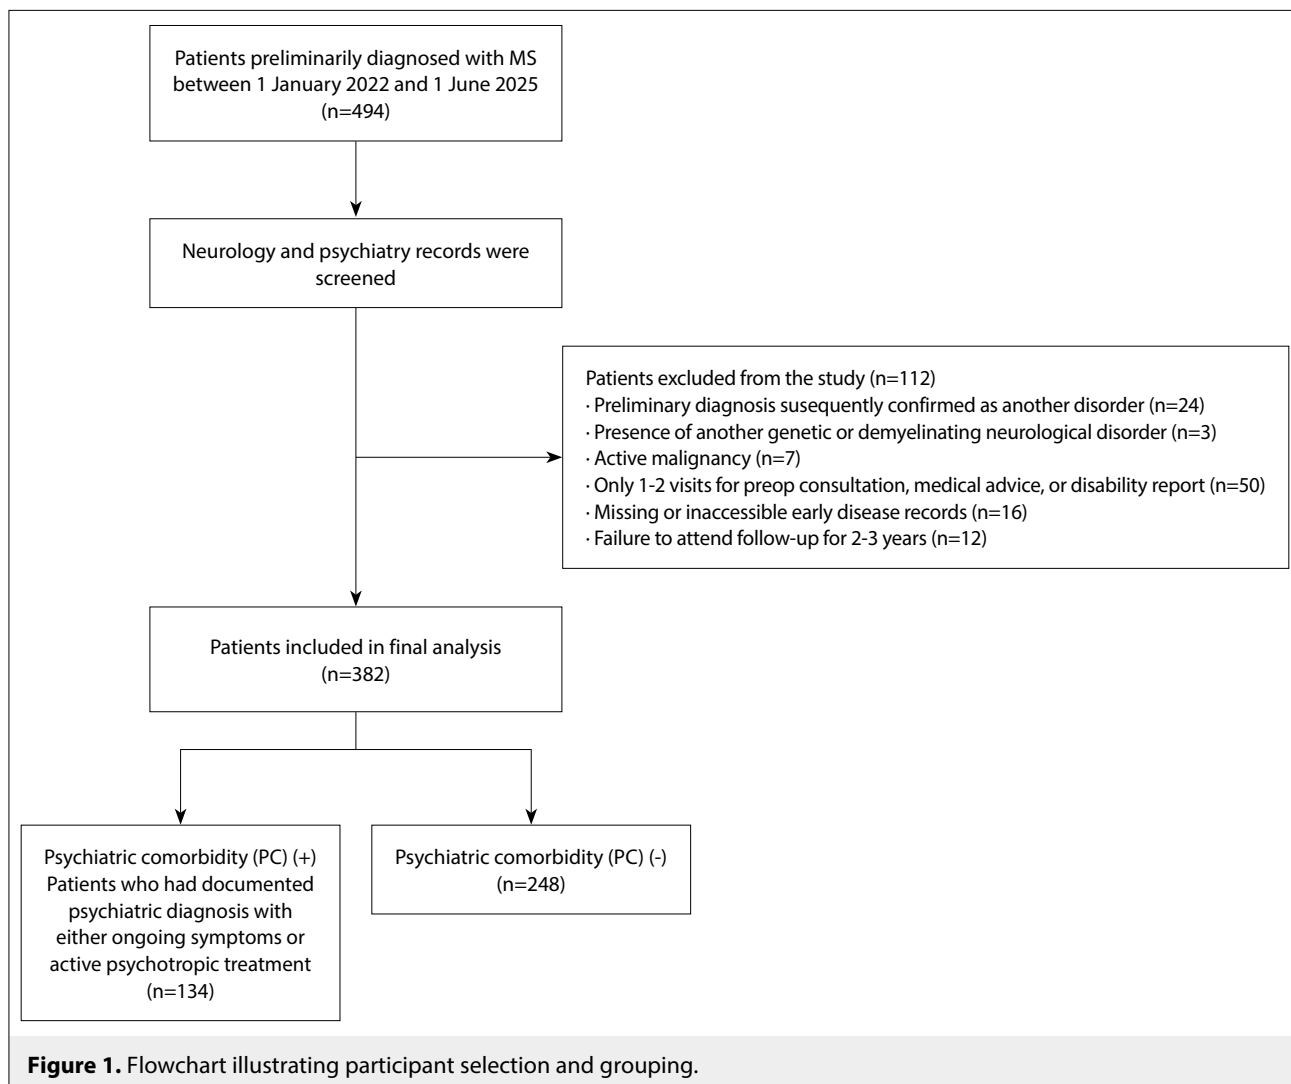 Patients preliminarily diagnosed with MS
between 1 January 2022 and 1 June 2025
(n=494)
Neurology and psychiatry records were
screened
Patients excluded from the study (n=112)
· Preliminary diagnosis susequently confirmed as another disorder (n=24)
· Presence of another genetic or demyelinating neurological disorder (n=3)
· Active malignancy (n=7)
· Only 1-2 visits for preop consultation, medical advice, or disability report (n=50)
· Missing or inaccessible early disease records (n=16)
· Failure to attend follow-up for 2-3 years (n=12)
Patients included in final analysis
(n=382)
Psychiatric comorbidity (PC) (+)
Patients who had documented
psychiatric diagnosis with
either ongoing symptoms or
active psychotropic treatment
(n=134)
Psychiatric comorbidity (PC) (-)
(n=248)
Figure 1. Flowchart illustrating participant selection and grouping.